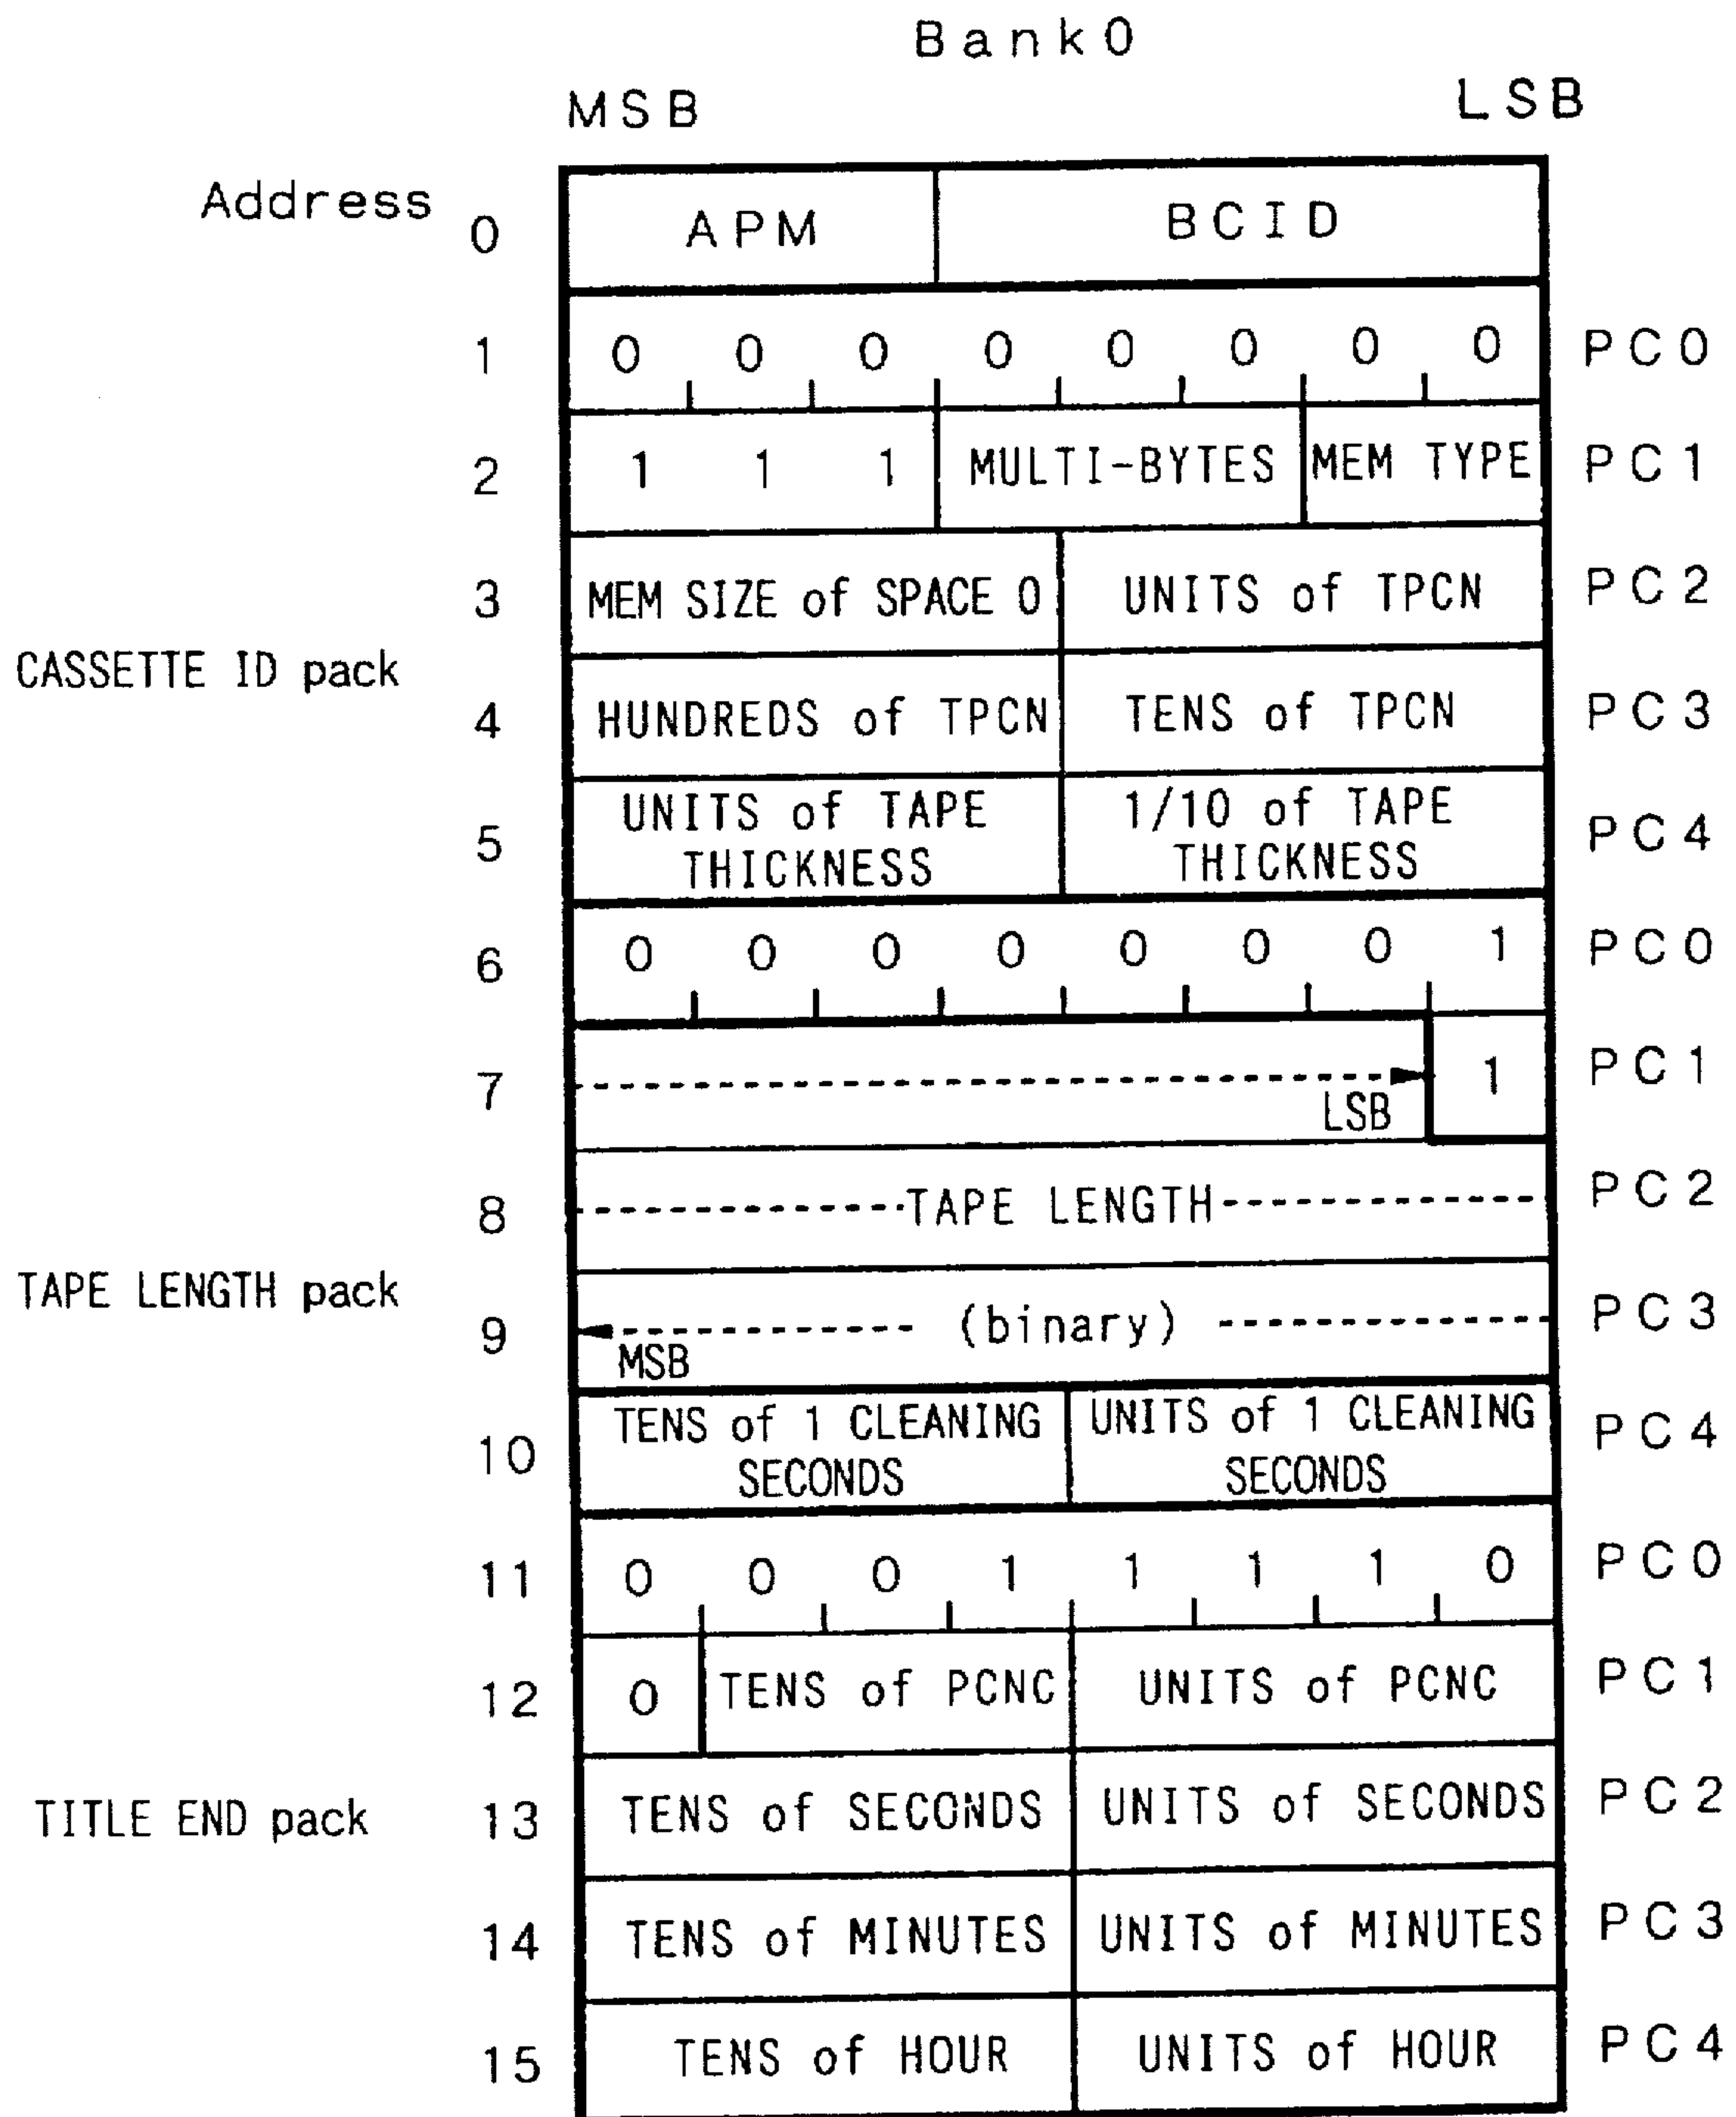 Bank0
MSB LSB
Address
0 APM BCID
1 0 0 0 0 0 0 0 0 PC0
2 1 1 1 MULTI-BYTES MEM TYPE PC1
3 MEM SIZE of SPACE 0 UNITS of TPCN PC2
CASSETTE ID pack
4 HUNDREDS of TPCN TENS of TPCN PC3
5 UNITS of TAPE THICKNESS 1/10 of TAPE THICKNESS PC4
6 0 0 0 0 0 0 0 1 PC0
7 LSB 1 PC1
8 TAPE LENGTH PC2
TAPE LENGTH pack
9 MSB (binary) PC3
10 TENS of 1 CLEANING SECONDS UNITS of 1 CLEANING SECONDS PC4
11 0 0 0 1 1 1 1 0 PC0
12 0 TENS of PCNC UNITS of PCNC PC1
TITLE END pack
13 TENS of SECONDS UNITS of SECONDS PC2
14 TENS of MINUTES UNITS of MINUTES PC3
15 TENS of HOUR UNITS of HOUR PC4